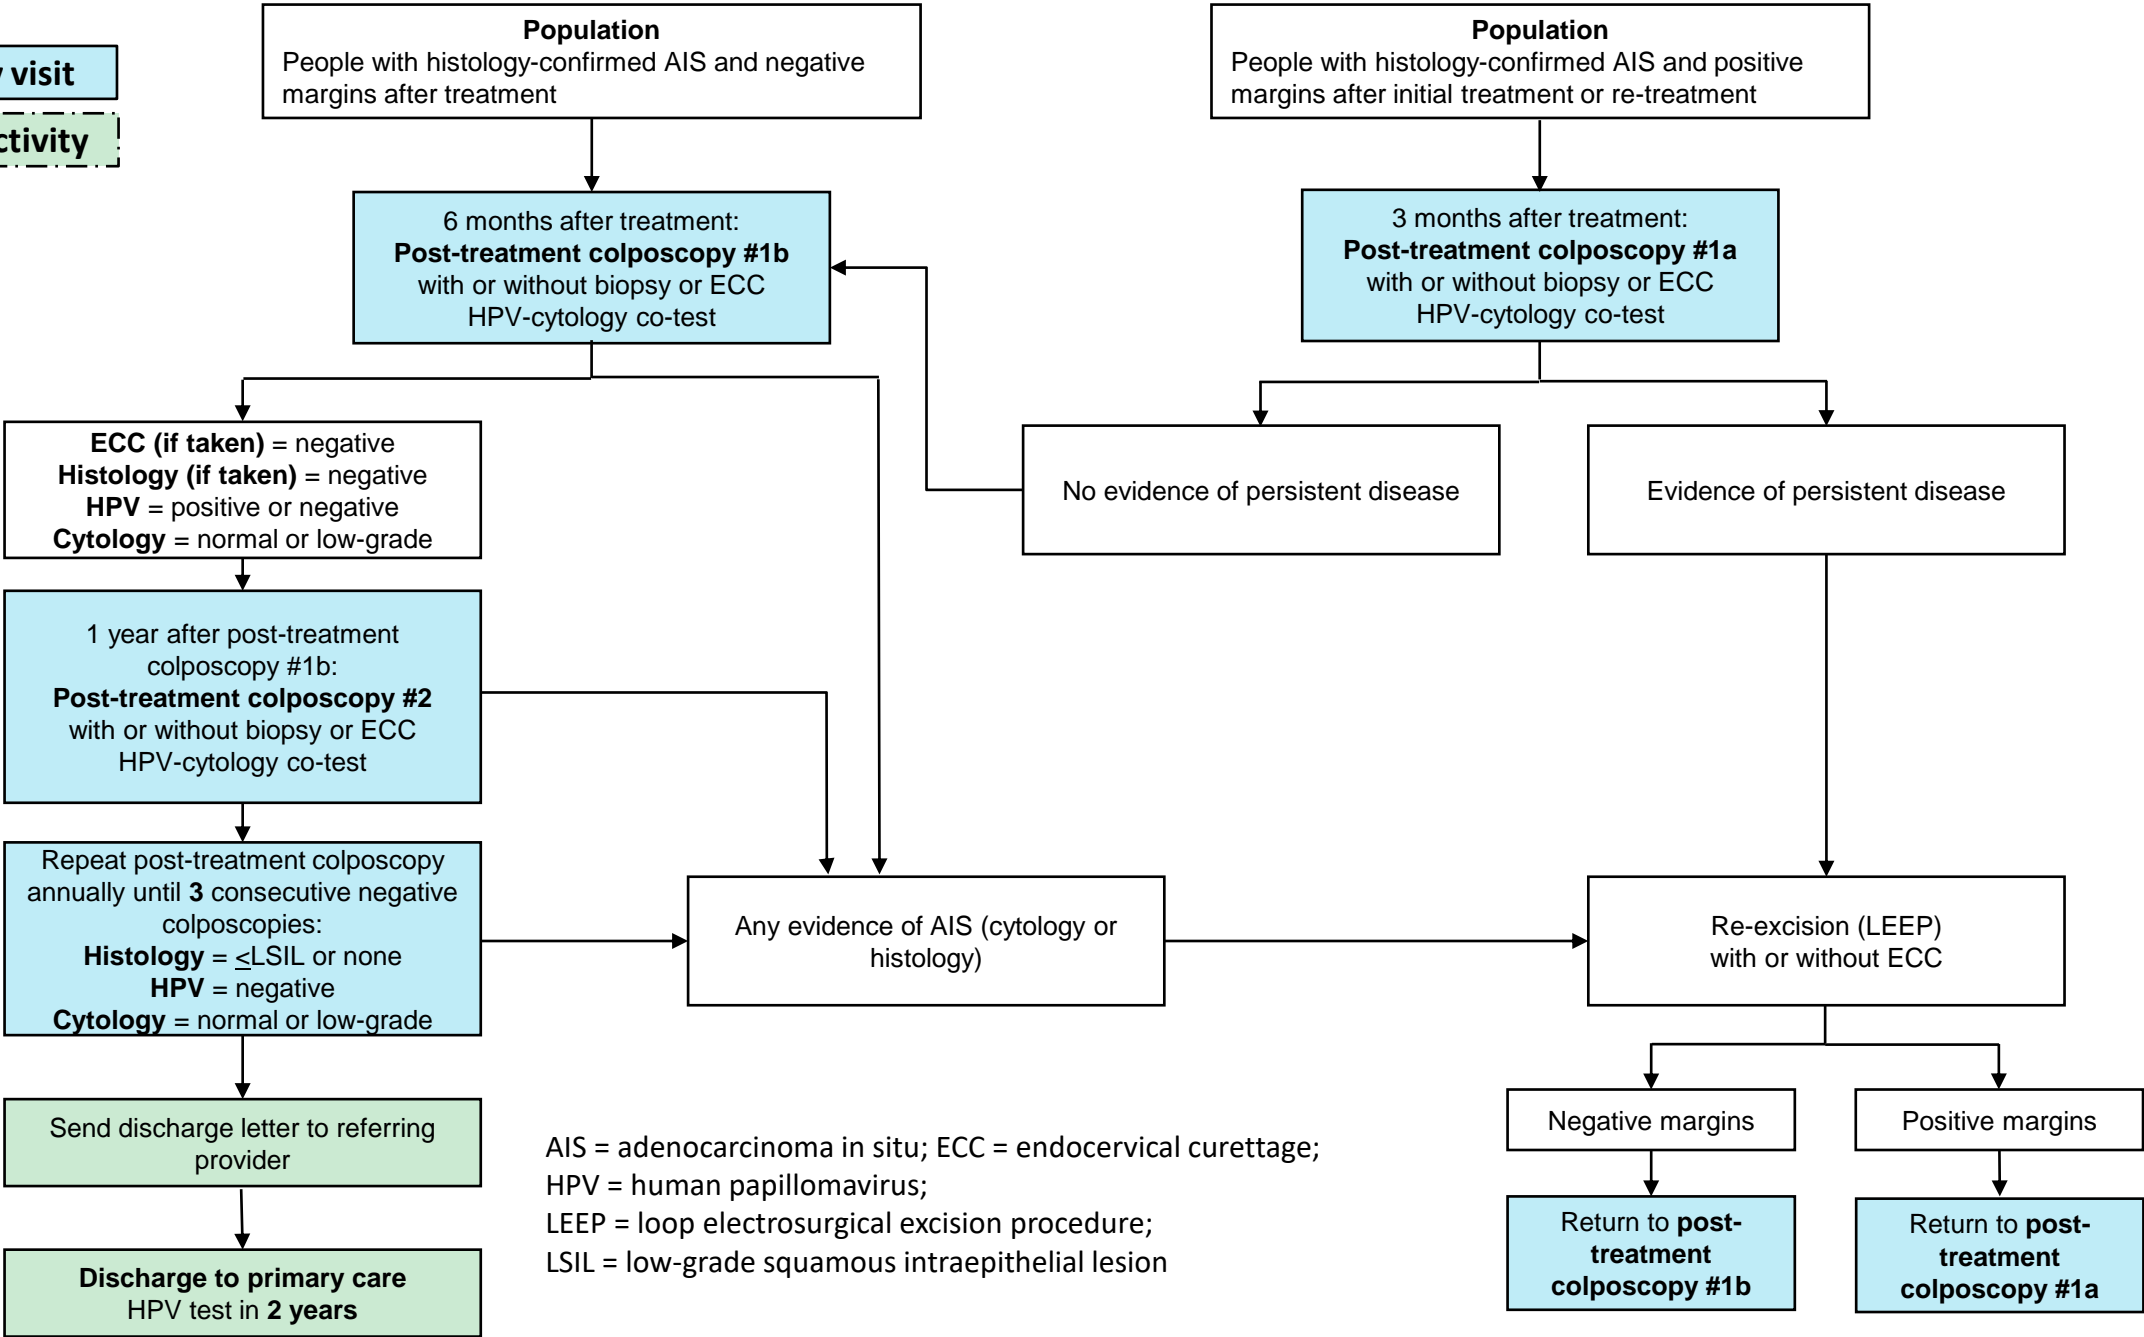 visit
Population
People with histology-confirmed AIS and negative
margins after treatment
Population
People with histology-confirmed AIS and positive
margins after initial treatment or re-treatment
6 months after treatment:
Post-treatment colposcopy #1b
with or without biopsy or ECC
HPV-cytology co-test
3 months after treatment:
Post-treatment colposcopy #1a
with or without biopsy or ECC
HPV-cytology co-test
ECC (if taken) = negative
Histology (if taken) = negative
HPV = positive or negative
Cytology = normal or low-grade
No evidence of persistent disease
Evidence of persistent disease
1 year after post-treatment
colposcopy #1b:
Post-treatment colposcopy #2
with or without biopsy or ECC
HPV-cytology co-test
Repeat post-treatment colposcopy
annually until 3 consecutive negative
colposcopies:
Histology = <LSIL or none
HPV = negative
Cytology = normal or low-grade
Any evidence of AIS (cytology or
histology)
Re-excision (LEEP)
with or without ECC
Send discharge letter to referring
provider
Discharge to primary care
HPV test in 2 years
AIS = adenocarcinoma in situ; ECC = endocervical curettage;
HPV = human papillomavirus;
LEEP = loop electrosurgical excision procedure;
LSIL = low-grade squamous intraepithelial lesion
Negative margins
Positive margins
Return to post-
treatment
colposcopy #1b
Return to post-
treatment
colposcopy #1a